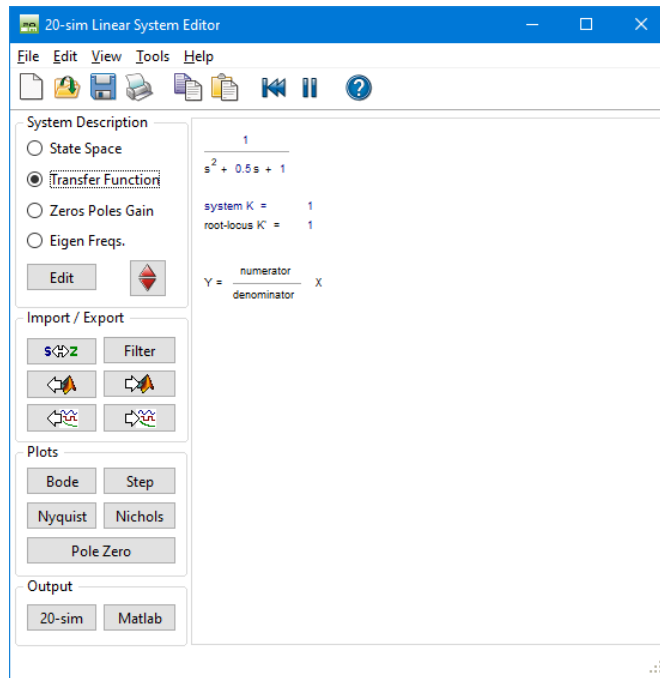 20-sim Linear System Editor
File Edit View Tools Help
System Description
State Space
Transfer Function
Zeros Poles Gain
Eigen Freqs.
Edit
Import / Export
S⇔Z Filter
Plots
Bode Step
Nyquist Nichols
Pole Zero
Output
20-sim Matlab
1
s² + 0.5s + 1
system K = 1
root-locus K' = 1
Y = numerator X
denominator